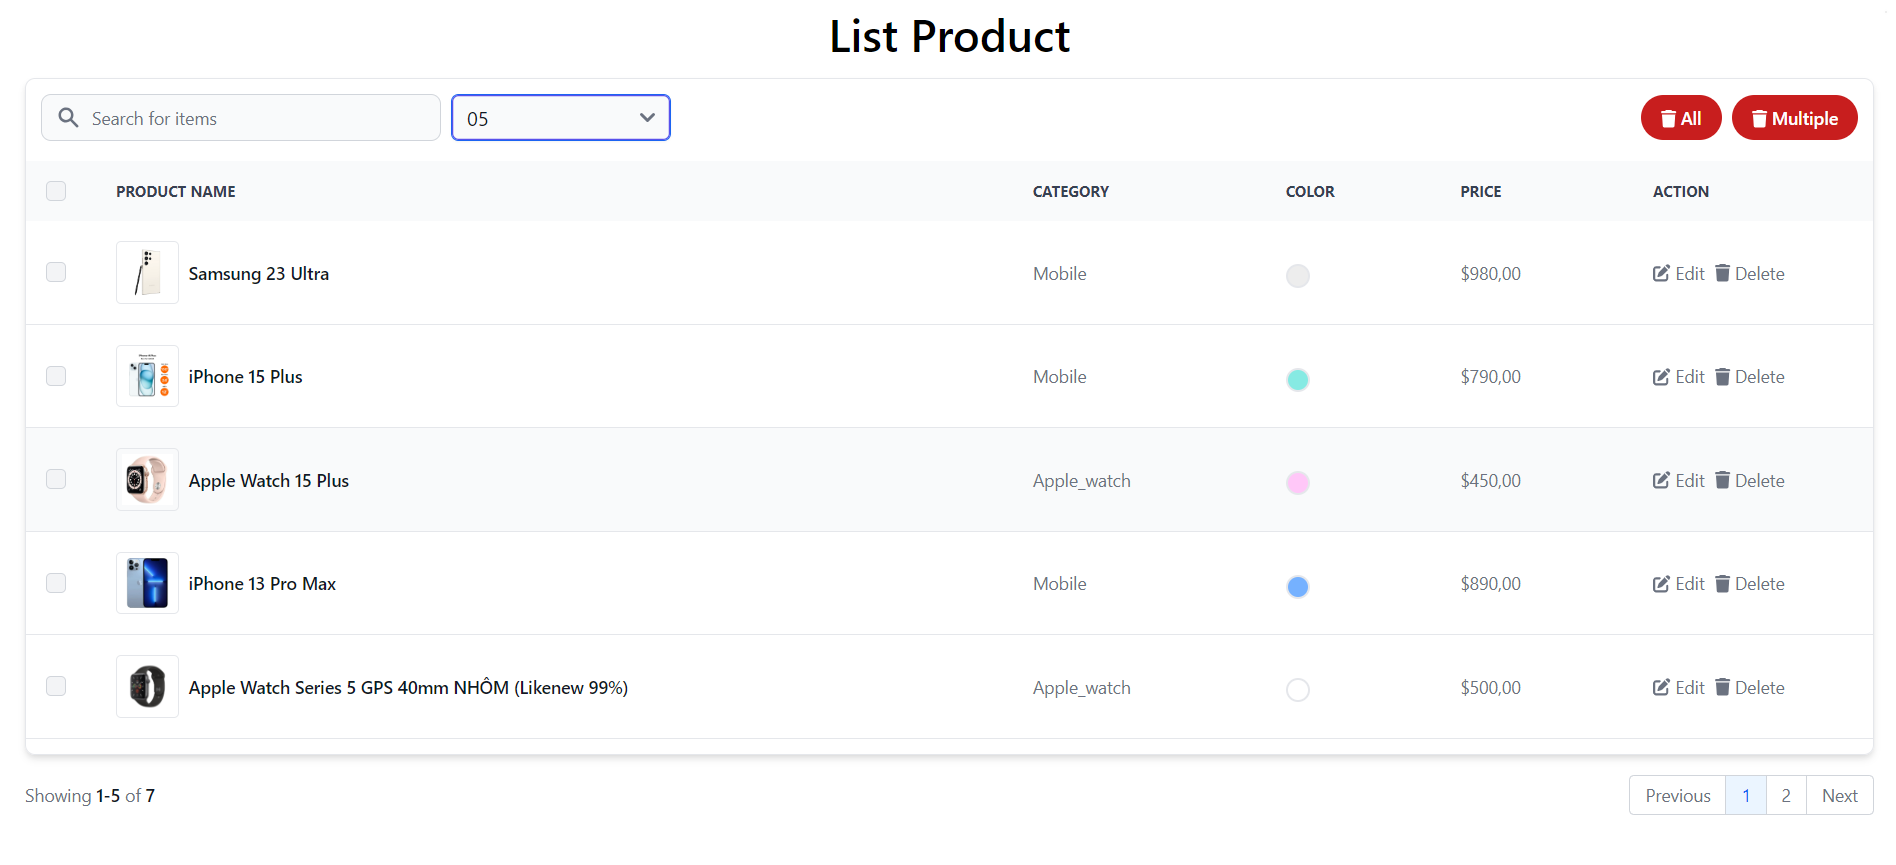 List Product
Search for items
05
All
Multiple
PRODUCT NAME
CATEGORY
COLOR
PRICE
ACTION
Samsung 23 Ultra
Mobile
$980,00
Edit
Delete
iPhone 15 Plus
Mobile
$790,00
Edit
Delete
Apple Watch 15 Plus
Apple_watch
$450,00
Edit
Delete
iPhone 13 Pro Max
Mobile
$890,00
Edit
Delete
Apple Watch Series 5 GPS 40mm NHÔM (Likenew 99%)
Apple_watch
$500,00
Edit
Delete
Showing 1-5 of 7
Previous
1
2
Next